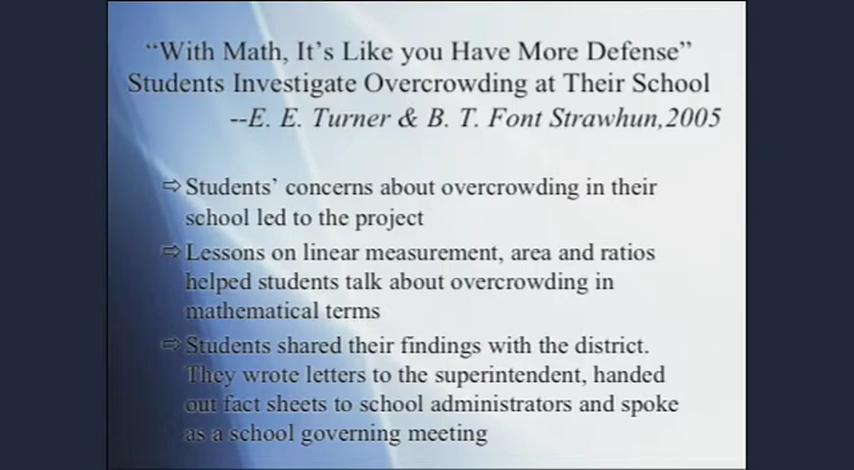 “With Math, It’s Like you Have More Defense”
Students Investigate Overcrowding at Their School
--E. E. Turner & B. T. Font Strawhun,2005
⇨Students’ concerns about overcrowding in their
school led to the project
⇨Lessons on linear measurement, area and ratios
helped students talk about overcrowding in
mathematical terms
⇨Students shared their findings with the district.
They wrote letters to the superintendent, handed
out fact sheets to school administrators and spoke
as a school governing meeting